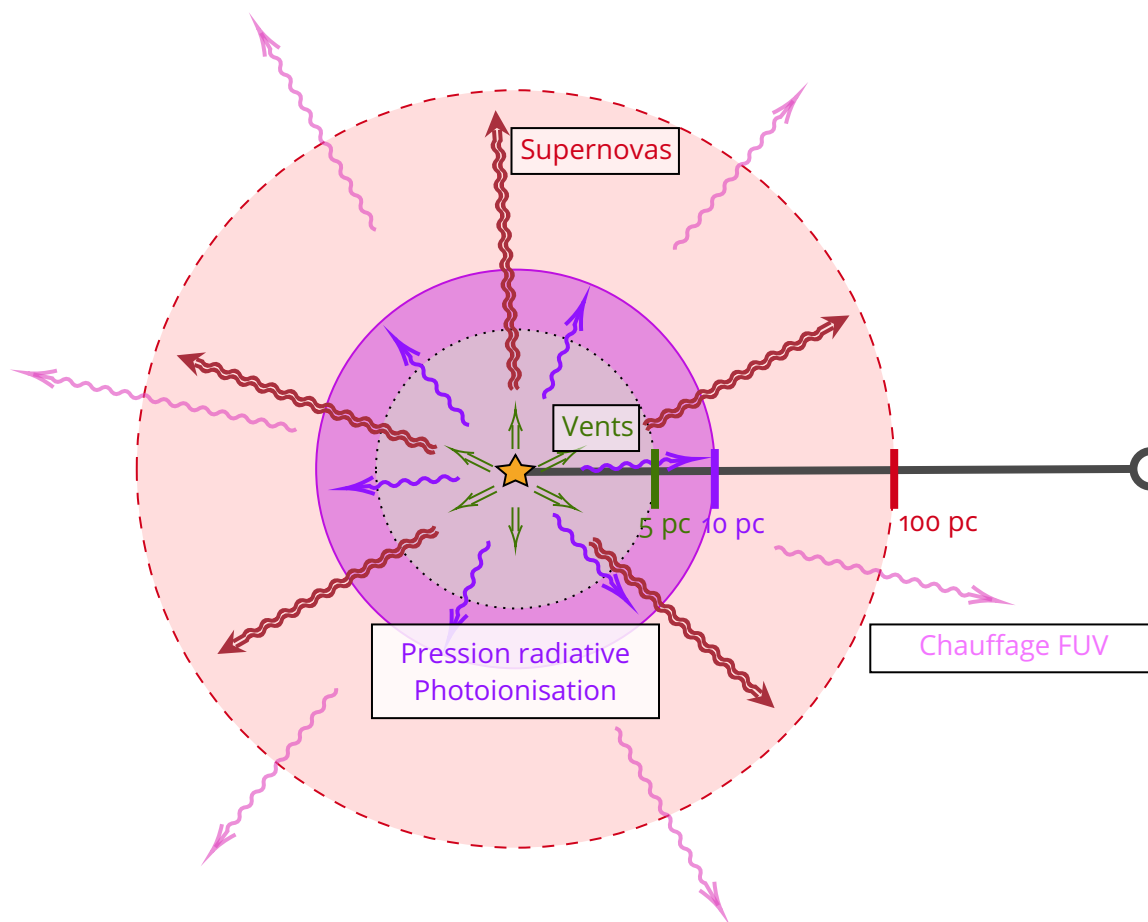 Supernovas
Vents
5 pc
10 pc
100 pc
Chauffage FUV
Pression radiative
Photoionisation